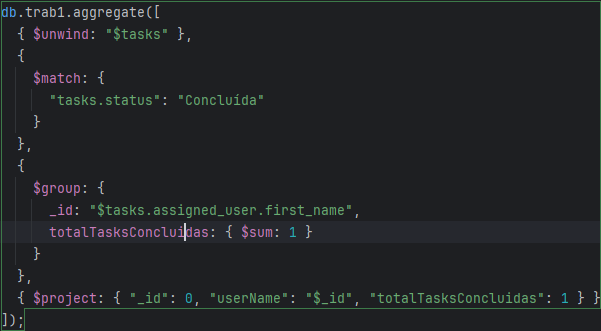 db.trab1.aggregate([
  { $unwind: "$tasks" },
  {
    $match: {
      "tasks.status": "Concluida"
    }
  },
  {
    $group: {
      _id: "$tasks.assigned_user.first_name",
      totalTasksConcluidas: { $sum: 1 }
    }
  },
  { $project: { "_id": 0, "userName": "$_id", "totalTasksConcluidas": 1 } }
]);